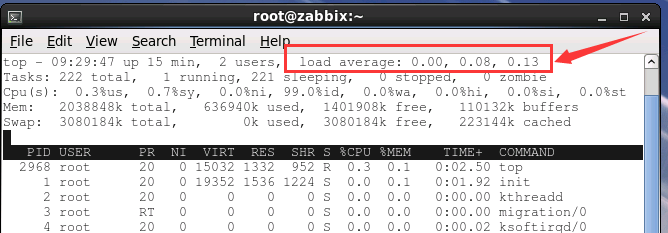 root@zabbix:~
File Edit View Search Terminal Help
top - 09:29:47 up 15 min, 2 users, load average: 0.00, 0.08, 0.13
Tasks: 222 total, 1 running, 221 sleeping, 0 stopped, 0 zombie
Cpu(s): 0.3%us, 0.7%sy, 0.0%ni, 99.0%id, 0.0%wa, 0.0%hi, 0.0%si, 0.0%st
Mem: 2038848k total, 636940k used, 1401908k free, 110132k buffers
Swap: 3080184k total, 0k used, 3080184k free, 223144k cached
PID USER PR NI VIRT RES SHR S %CPU %MEM TIME+ COMMAND
2968 root 20 0 15032 1332 952 R 0.3 0.1 0:02.50 top
1 root 20 0 19352 1536 1224 S 0.0 0.1 0:01.92 init
2 root 20 0 0 0 0 S 0.0 0.0 0:00.00 kthreadd
3 root RT 0 0 0 0 S 0.0 0.0 0:00.00 migration/0
4 root 20 0 0 0 0 S 0.0 0.0 0:00.02 ksoftirqd/0